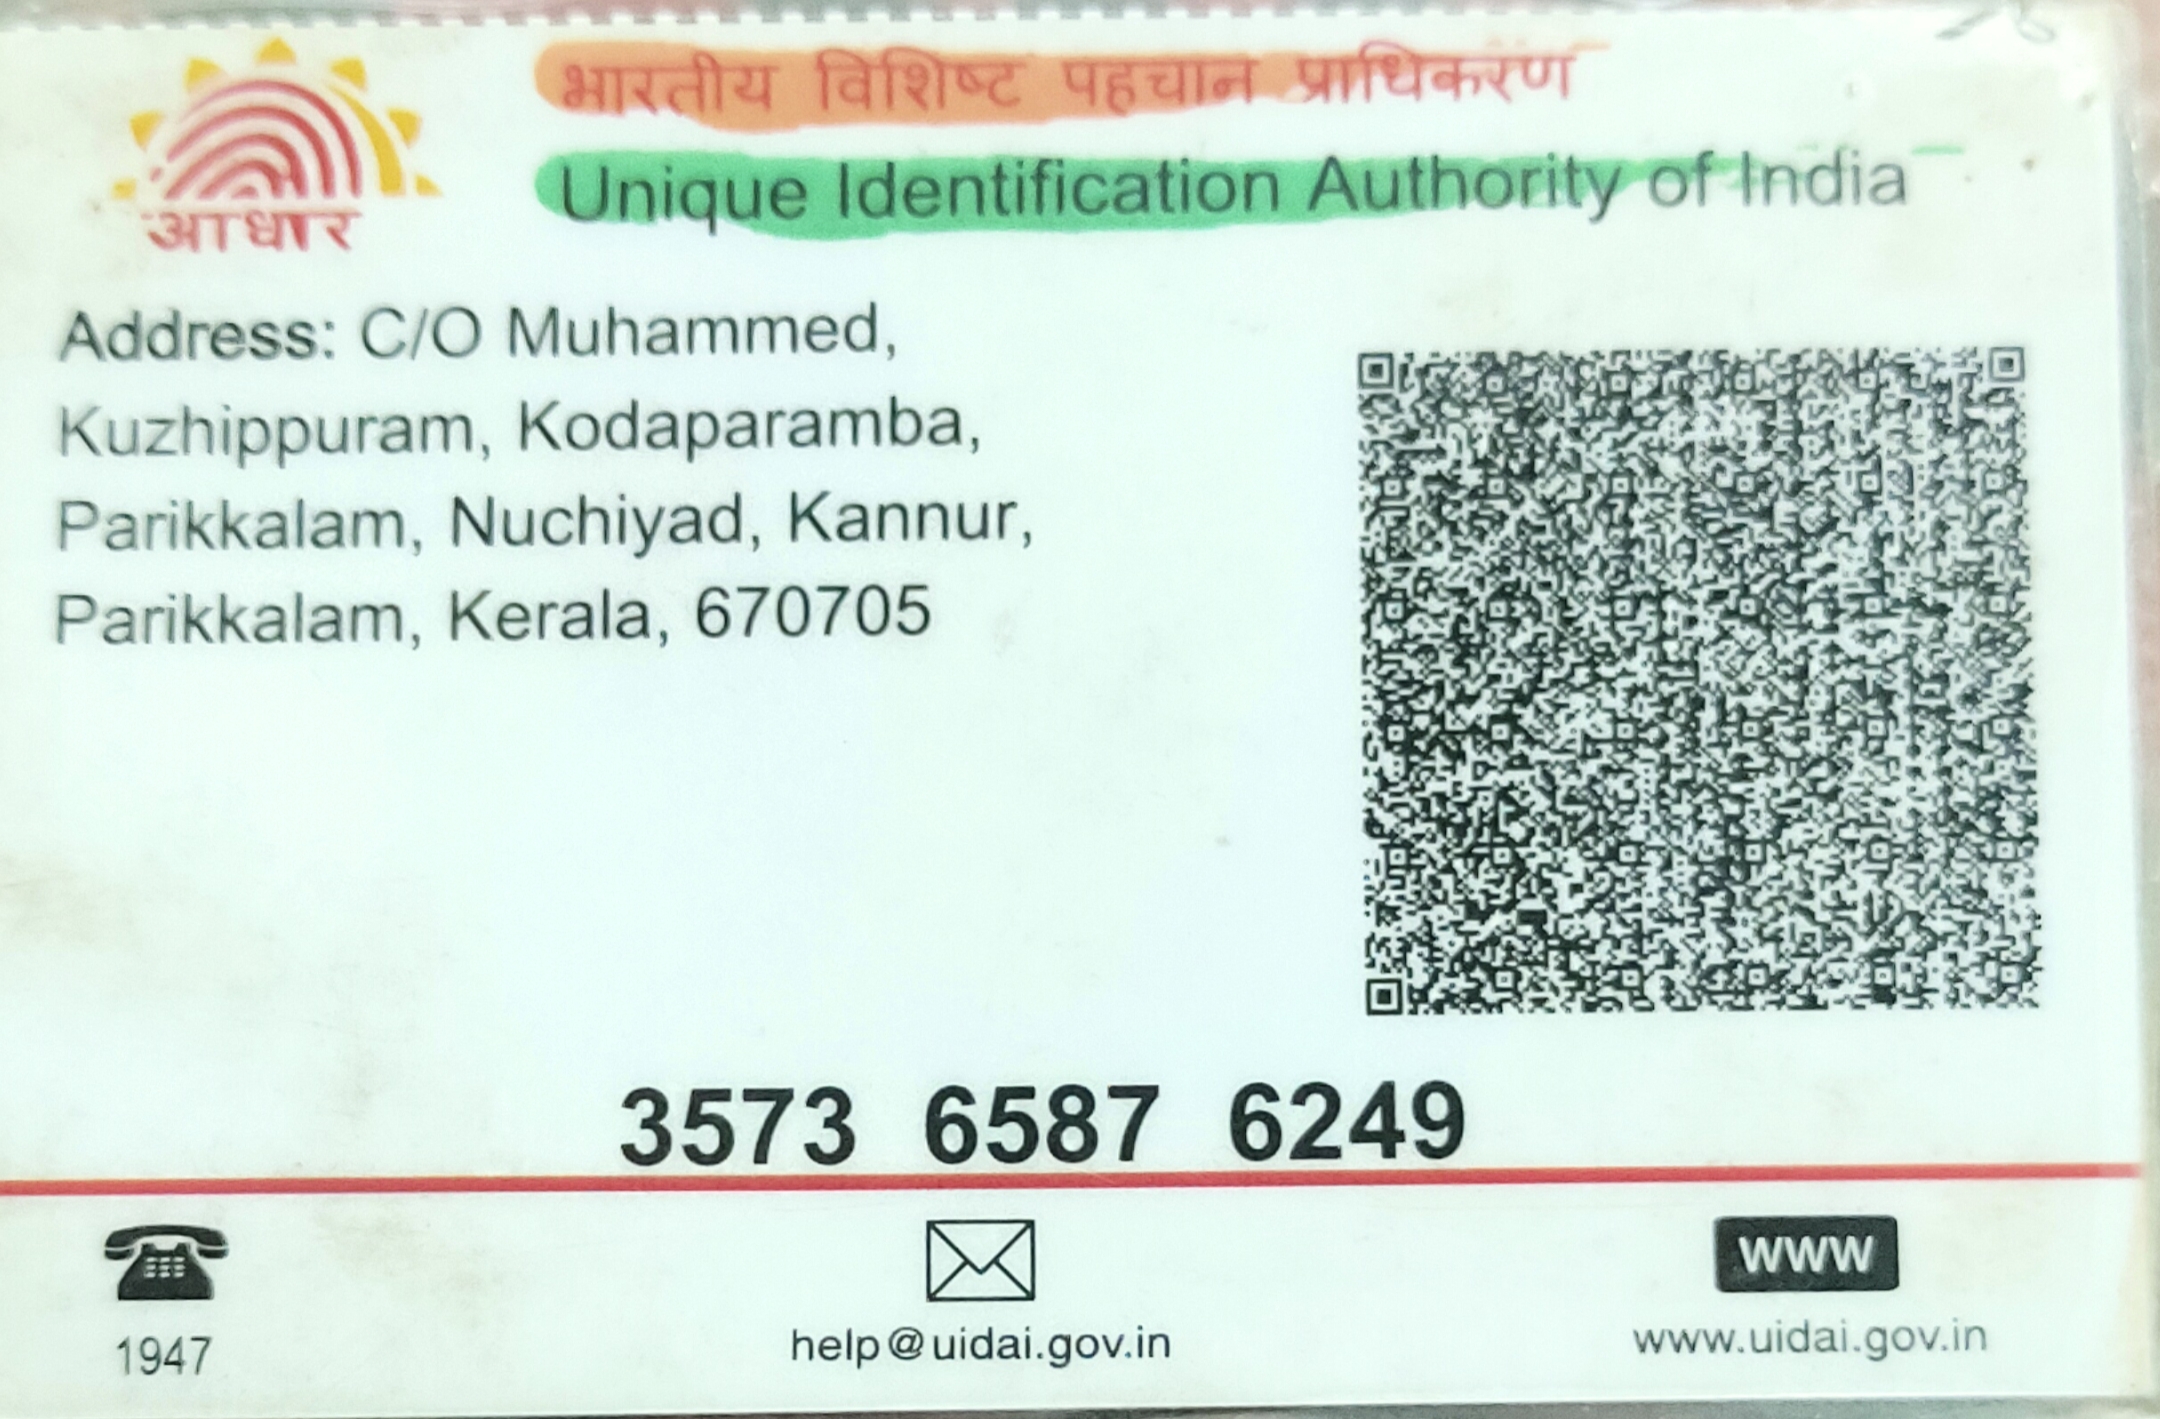 भारतीय विशिष्ट पहचान प्राधिकरण
Unique Identification Authority of India
आधार
Address: C/O Muhammed,
Kuzhippuram, Kodaparamba,
Parikkalam, Nuchiyad, Kannur,
Parikkalam, Kerala, 670705
3573 6587 6249
WWW
1947
help@uidai.gov.in
www.uidai.gov.in